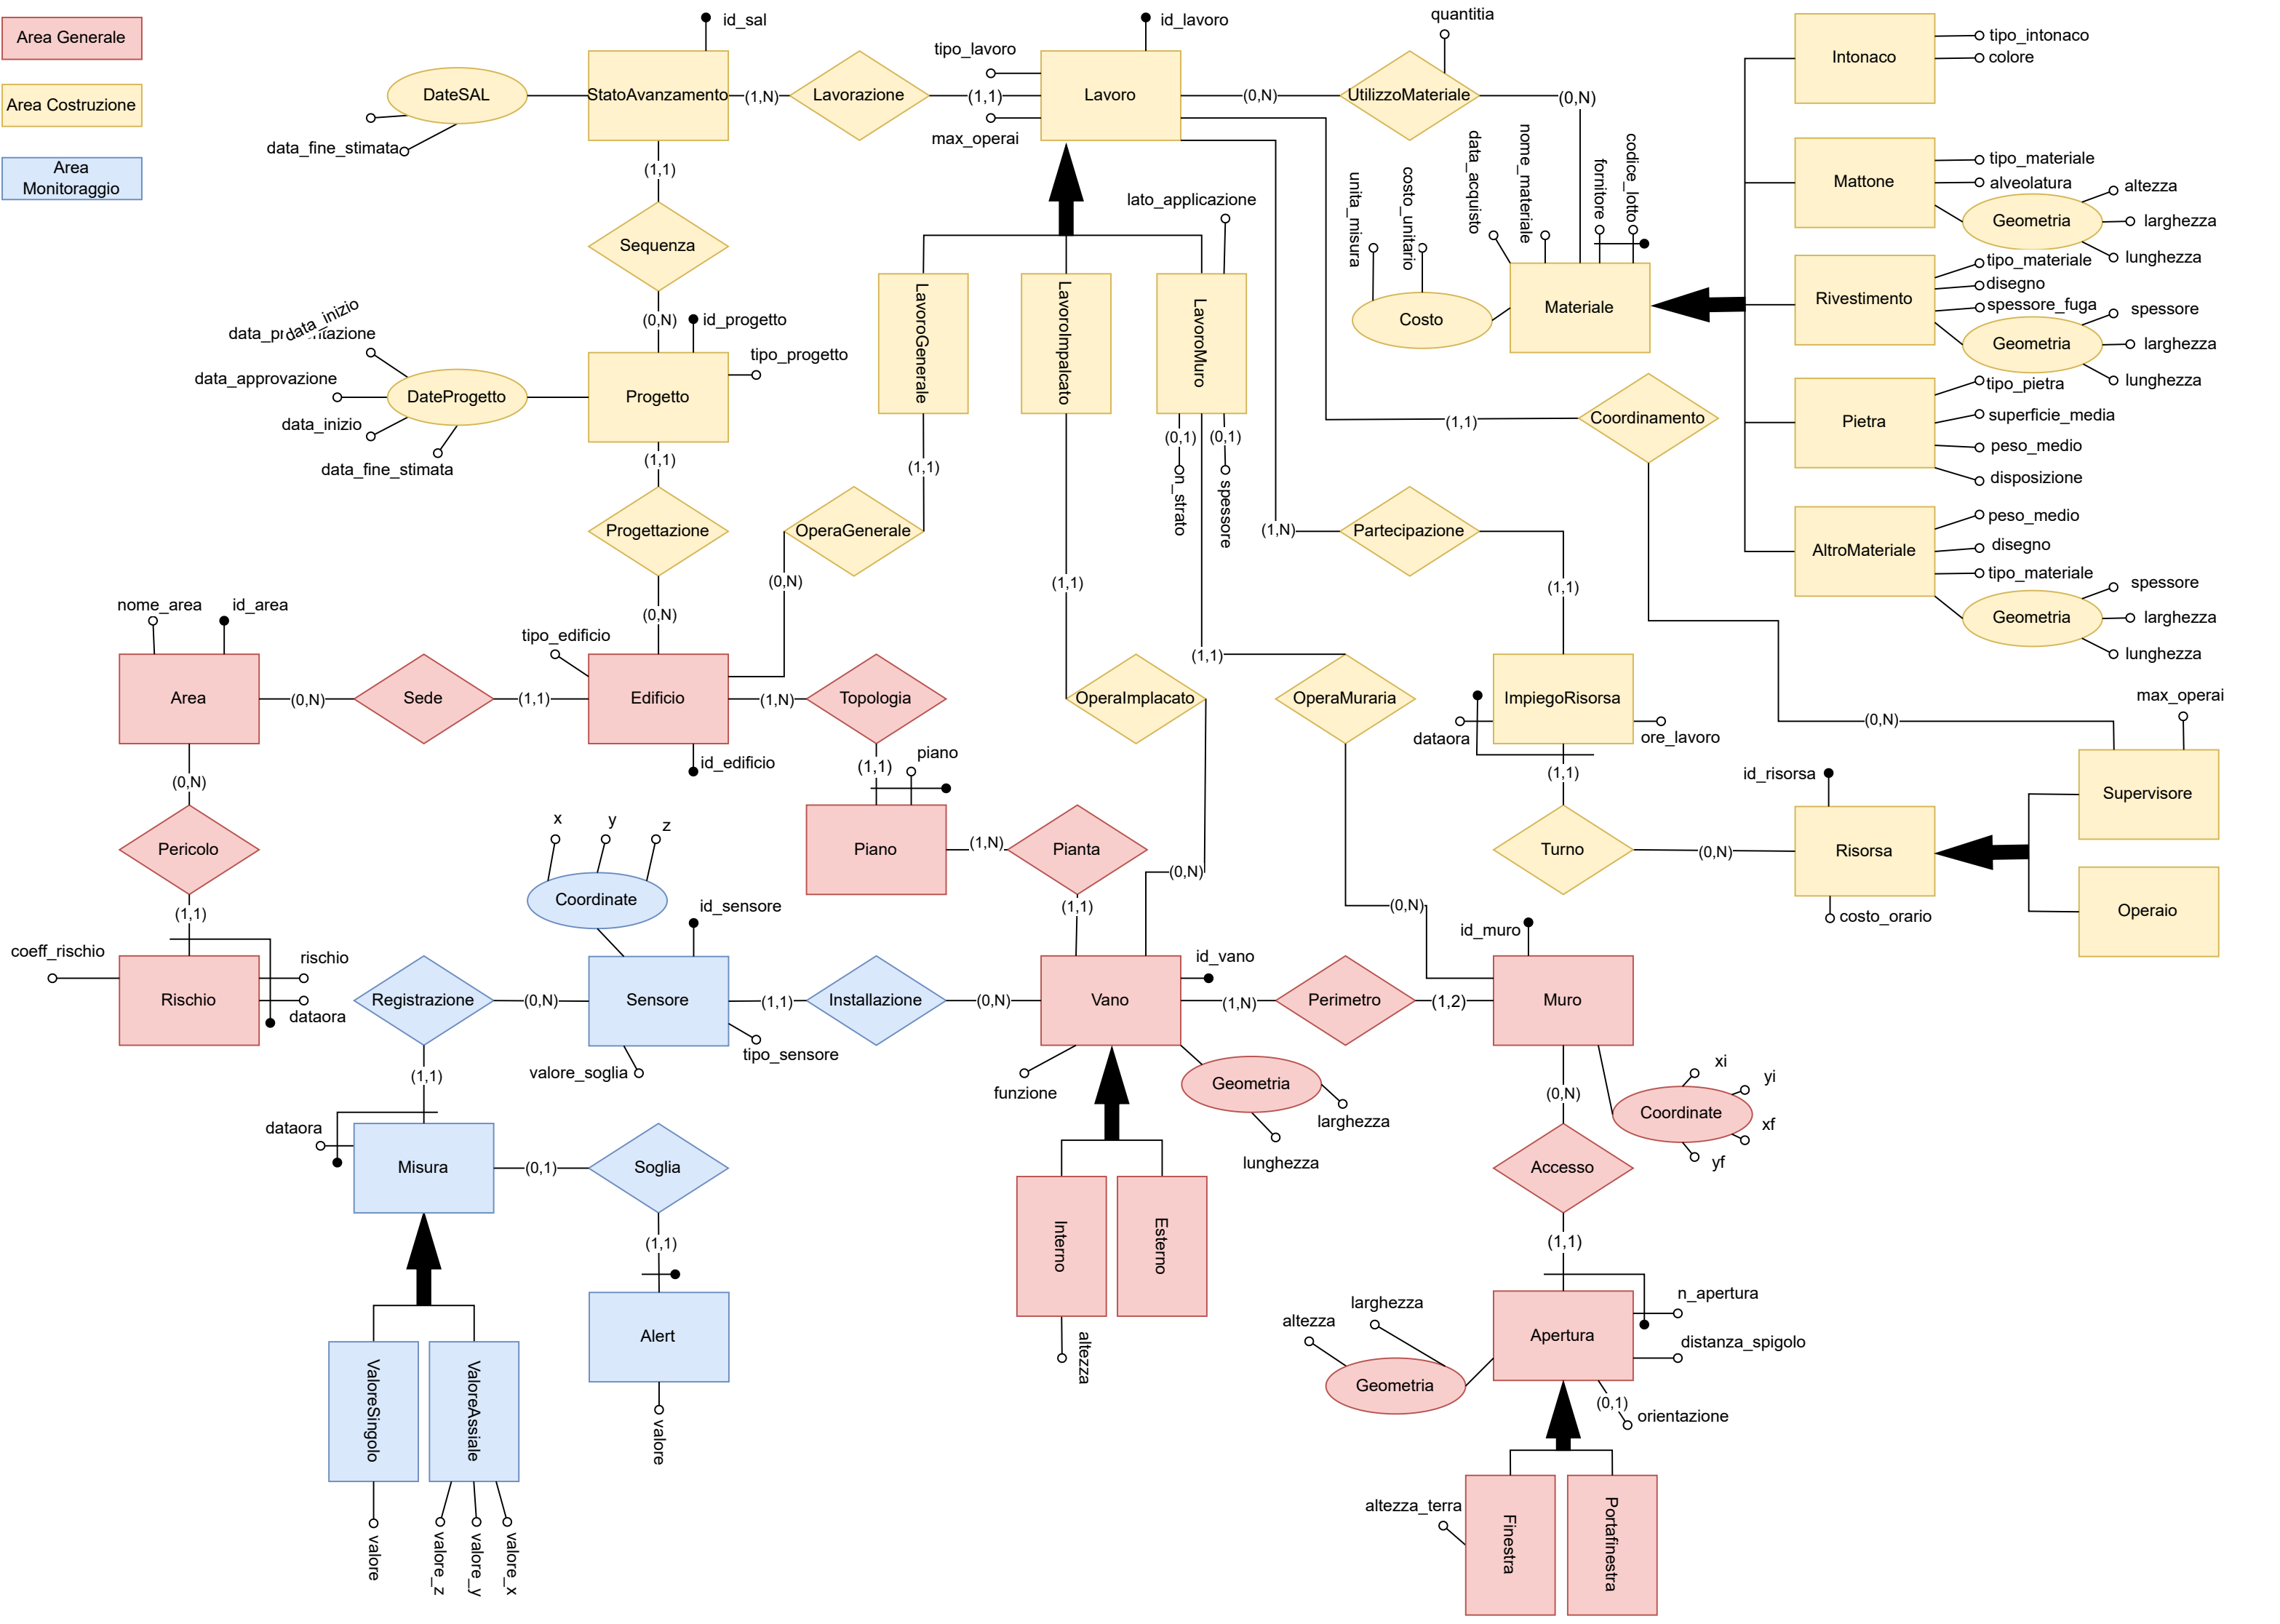 Area Generale
Area Costruzione
Area
Monitoraggio
id_sal
DateSAL
StatoAvanzamento
(1,N)
Lavorazione
(1,1)
tipo_lavoro
id_lavoro
Lavoro
max_operai
data_fine_stimata
(0,N)
UtilizzoMateriale
quantitia
(0,N)
Intonaco
tipo_intonaco
colore
Mattone
tipo_materiale
alveolatura
Geometria
altezza
larghezza
lunghezza
Rivestimento
tipo_materiale
disegno
spessore_fuga
Geometria
spessore
larghezza
lunghezza
Pietra
tipo_pietra
superficie_media
peso_medio
disposizione
AltroMateriale
peso_medio
disegno
tipo_materiale
Geometria
spessore
larghezza
lunghezza
unita_misura
costo_unitario
data_acquisto
nome_materiale
fornitore
codice_lotto
Costo
Materiale
(1,1)
Sequenza
(0,N)
id_progetto
tipo_progetto
data_inizio
data_approvazione
data_inizio
data_fine_stimata
DateProgetto
Progetto
(1,1)
Progettazione
(0,N)
lato_applicazione
LavoroGenerale
LavoroImpalcato
LavoroMuro
(0,1)
(0,1)
on_strato
spessore
(1,1)
OperaGenerale
(0,N)
(1,1)
(1,1)
Coordinamento
(1,1)
(1,N)
Partecipazione
(1,1)
(0,N)
nome_area
id_area
Area
(0,N)
Sede
(1,1)
tipo_edificio
Edificio
id_edificio
(1,N)
Topologia
(1,1)
piano
Piano
(1,N)
Pianta
(1,1)
OperaImplacato
(0,N)
OperaMuraria
(0,N)
ImpiegoRisorsa
dataora
ore_lavoro
(1,1)
Turno
(0,N)
id_risorsa
Risorsa
costo_orario
max_operai
Supervisore
Operaio
(0,N)
Pericolo
(1,1)
coeff_rischio
Rischio
rischio
dataora
x
y
z
Coordinate
id_sensore
Registrazione
(0,N)
Sensore
valore_soglia
tipo_sensore
(1,1)
Installazione
(0,N)
Vano
id_vano
funzione
Geometria
larghezza
lunghezza
(1,N)
Perimetro
(1,2)
id_muro
Muro
Coordinate
xi
yi
xf
yf
(1,1)
dataora
Misura
(0,1)
Soglia
(1,1)
Alert
valore
ValoreSingolo
ValoreAssiale
valore
valore_z
valore_y
valore_x
Interno
Esterno
altezza
(0,N)
Accesso
(1,1)
n_apertura
Apertura
distanza_spigolo
(0,1)
orientazione
altezza
larghezza
Geometria
altezza_terra
Finestra
Portafinestra